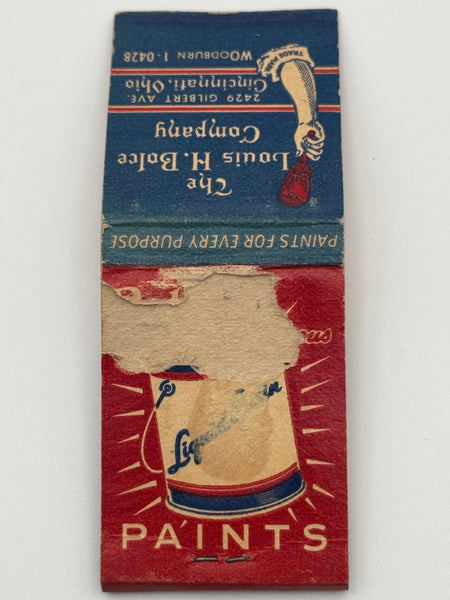 The
Louis H. Bolce
Company
2429 GILBERT AVE.
Cincinnati, Ohio
WOODBURN 1-0428
TRADE MARK
PAINTS FOR EVERY PURPOSE
PAINTS